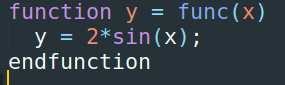 function y = func(x)
  y = 2*sin(x);
endfunction